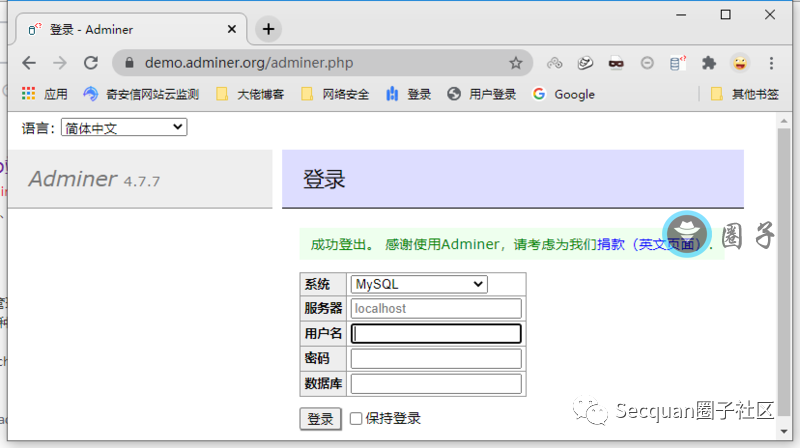 登录 - Adminer
demo.adminer.org/adminer.php
应用 奇安信网站云监测 大佬博客 网络安全 登录 用户登录 Google 其他书签
语言: 简体中文
Adminer 4.7.7
登录
成功登出。 感谢使用Adminer，请考虑为我们捐款（英文页面）.
圈子
系统 MySQL
服务器 localhost
用户名
密码
数据库
登录 保持登录
Secquan圈子社区